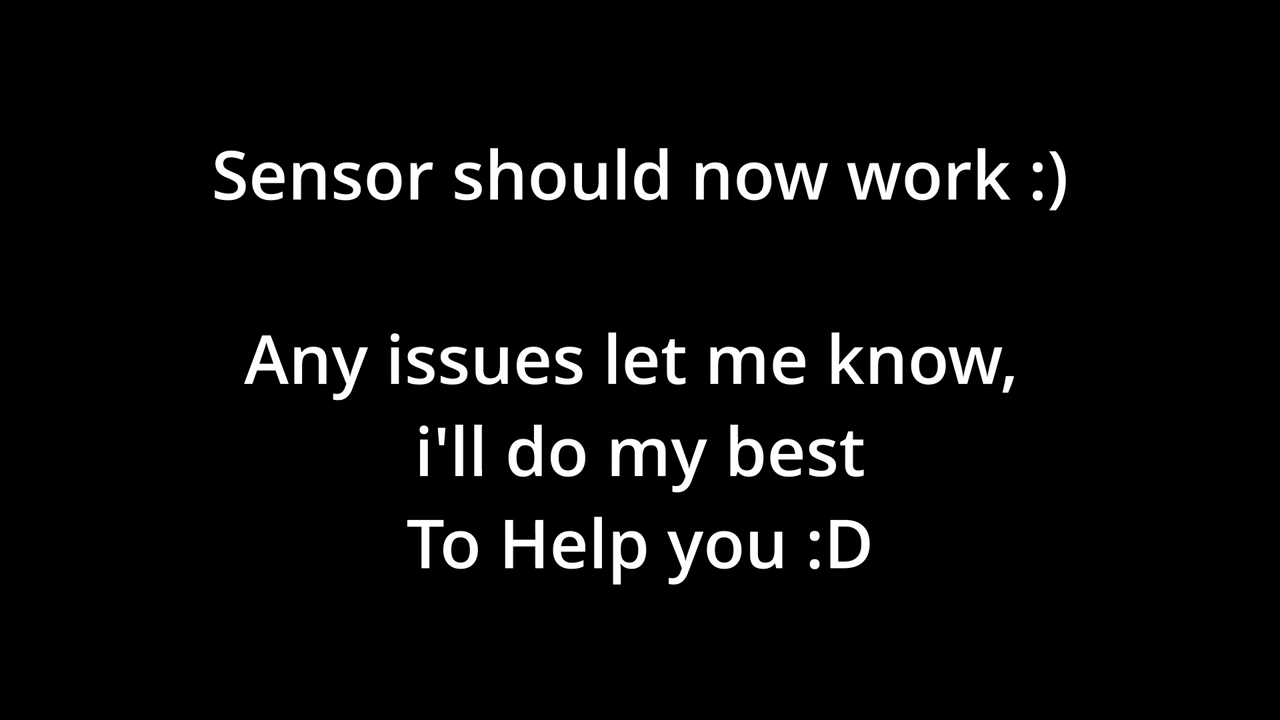 Sensor should now work :)
Any issues let me know,
i'll do my best
To Help you :D